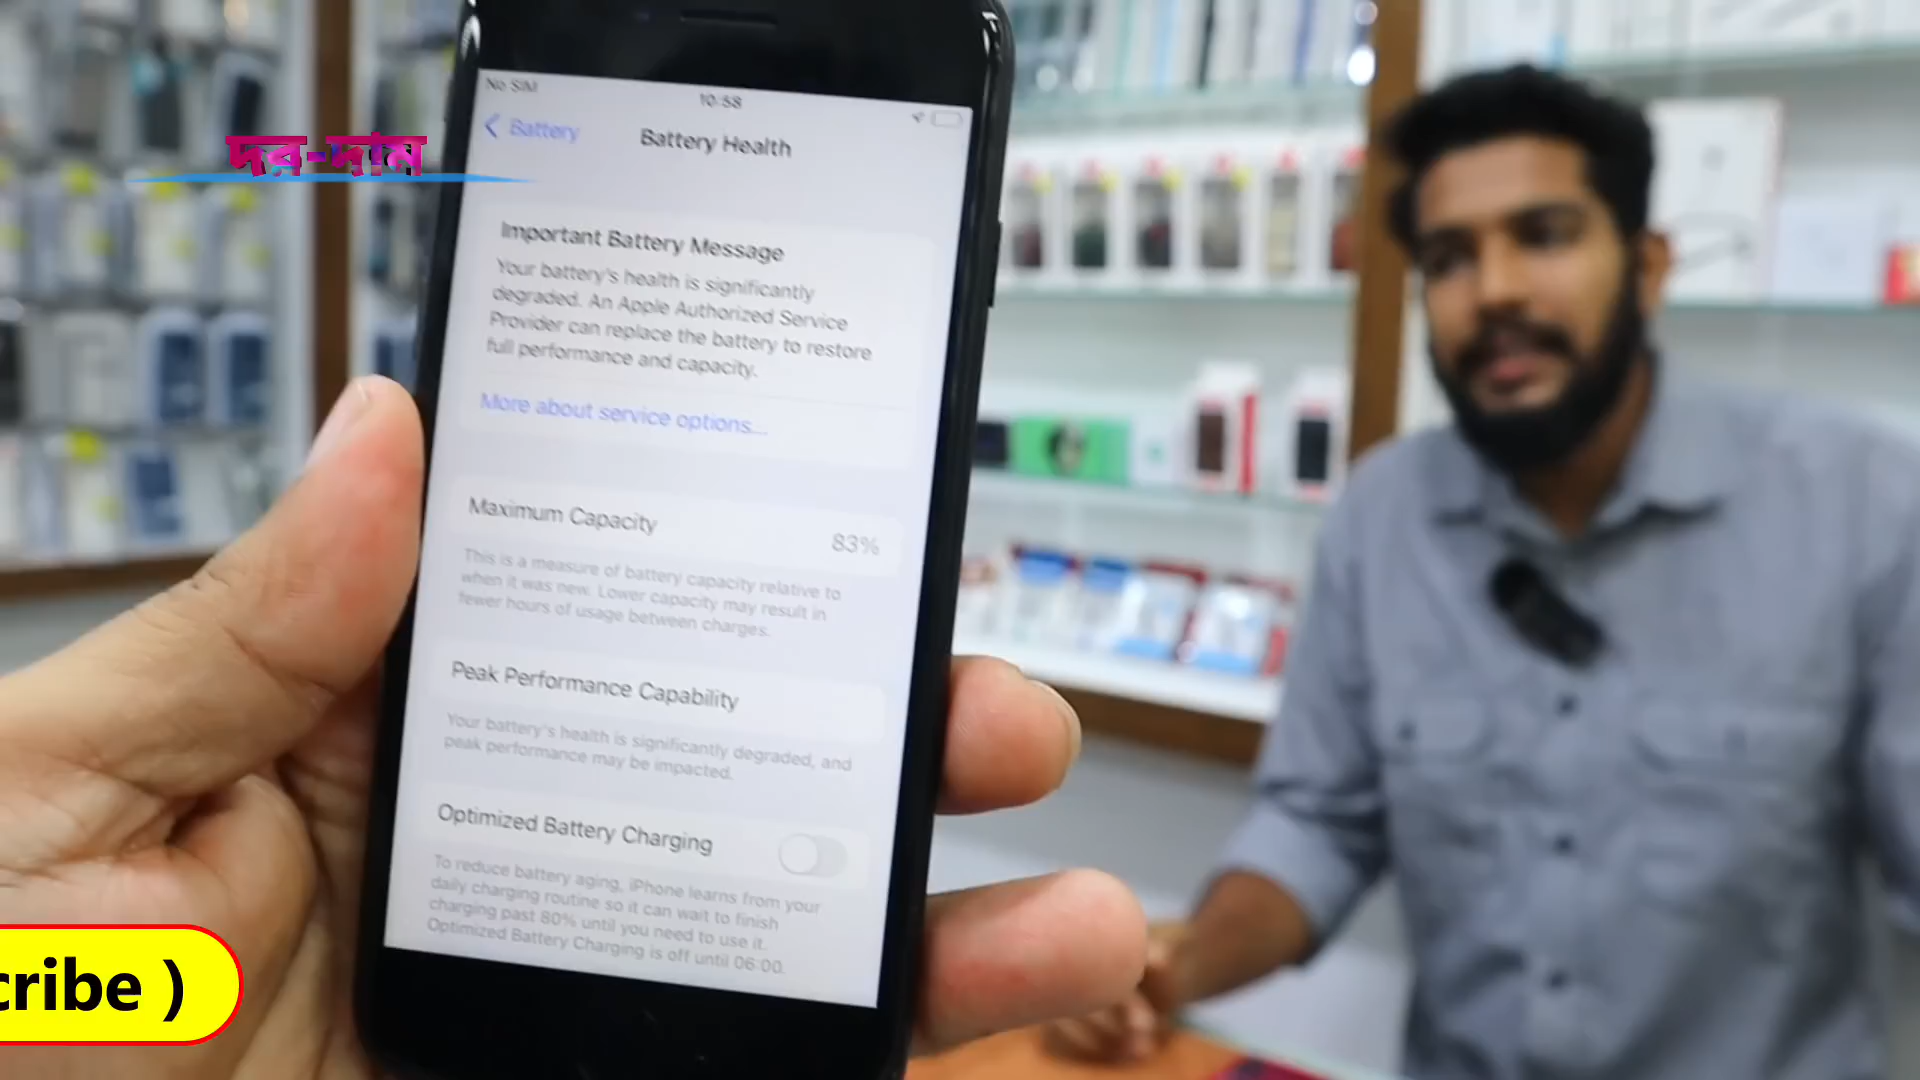 No SIM
10:58
Battery
Battery Health
দর-দাম
Important Battery Message
Your battery's health is significantly
degraded. An Apple Authorized Service
Provider can replace the battery to restore
full performance and capacity.
More about service options...
Maximum Capacity
83%
This is a measure of battery capacity relative to
when it was new. Lower capacity may result in
fewer hours of usage between charges.
Peak Performance Capability
Your battery's health is significantly degraded, and
peak performance may be impacted.
Optimized Battery Charging
To reduce battery aging, iPhone learns from your
daily charging routine so it can wait to finish
charging past 80% until you need to use it.
Optimized Battery Charging is off until 06:00.
cribe )